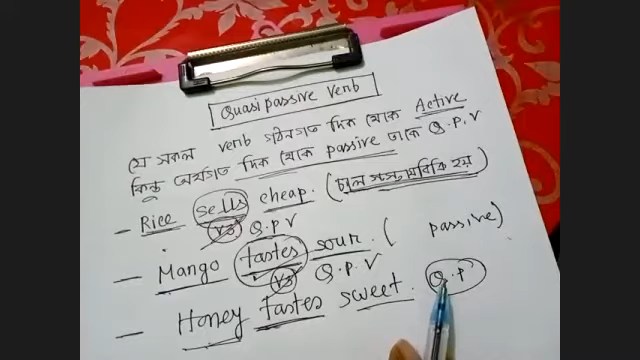 Quasi passive verb
যে সকল verb গঠনগত দিক থেকে Active
কিন্তু অর্থগত দিক থেকে passive তাকে Q.P.V
– Rice sells cheap. (চাল সস্তায় বিক্রি হয়)
V3 Q.P.V
– Mango tastes sour. ( passive)
V3 Q.P.V
– Honey tastes sweet. Q.P